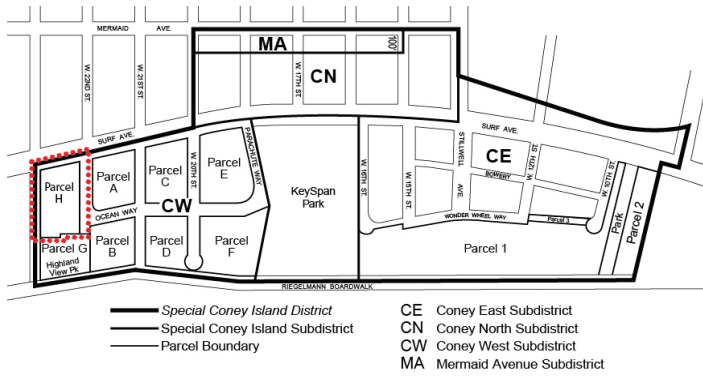 MERMAID AVE.
MA
100'
CN
W. 22ND ST.
W. 21ST ST.
W. 17TH ST.
SURF AVE.
SURF AVE.
CE
STILLWELL AVE.
W. 12TH ST.
W. 10TH ST.
BOWERY
W. 20TH ST.
PARACHUTE WAY
W. 16TH ST.
W. 15TH ST.
Parcel H
Parcel A
Parcel C
Parcel E
KeySpan Park
CW
OCEAN WAY
WONDER WHEEL WAY
Parcel 3
Park
Parcel 2
Parcel G
Highland View Pk
Parcel B
Parcel D
Parcel F
Parcel 1
RIEGELMANN BOARDWALK
Special Coney Island District
Special Coney Island Subdistrict
Parcel Boundary
CE Coney East Subdistrict
CN Coney North Subdistrict
CW Coney West Subdistrict
MA Mermaid Avenue Subdistrict